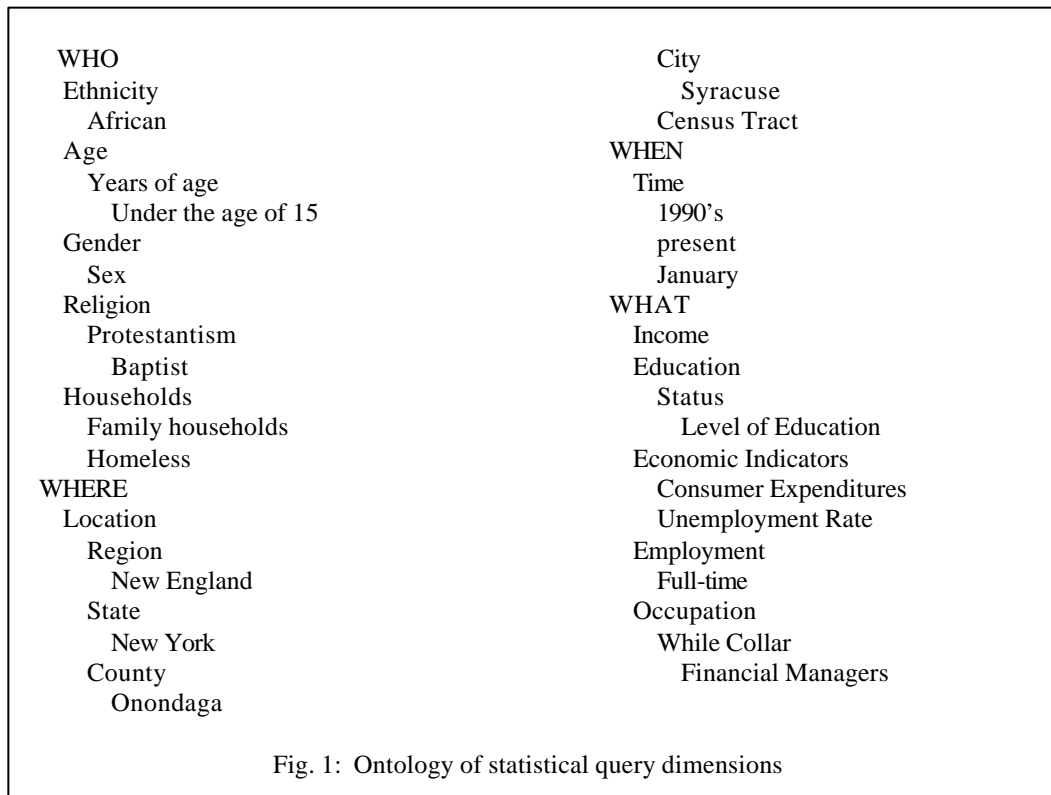 WHO
Ethnicity
African
Age
Years of age
Under the age of 15
Gender
Sex
Religion
Protestantism
Baptist
Households
Family households
Homeless
WHERE
Location
Region
New England
State
New York
County
Onondaga
City
Syracuse
Census Tract
WHEN
Time
1990's
present
January
WHAT
Income
Education
Status
Level of Education
Economic Indicators
Consumer Expenditures
Unemployment Rate
Employment
Full-time
Occupation
While Collar
Financial Managers
Fig. 1: Ontology of statistical query dimensions